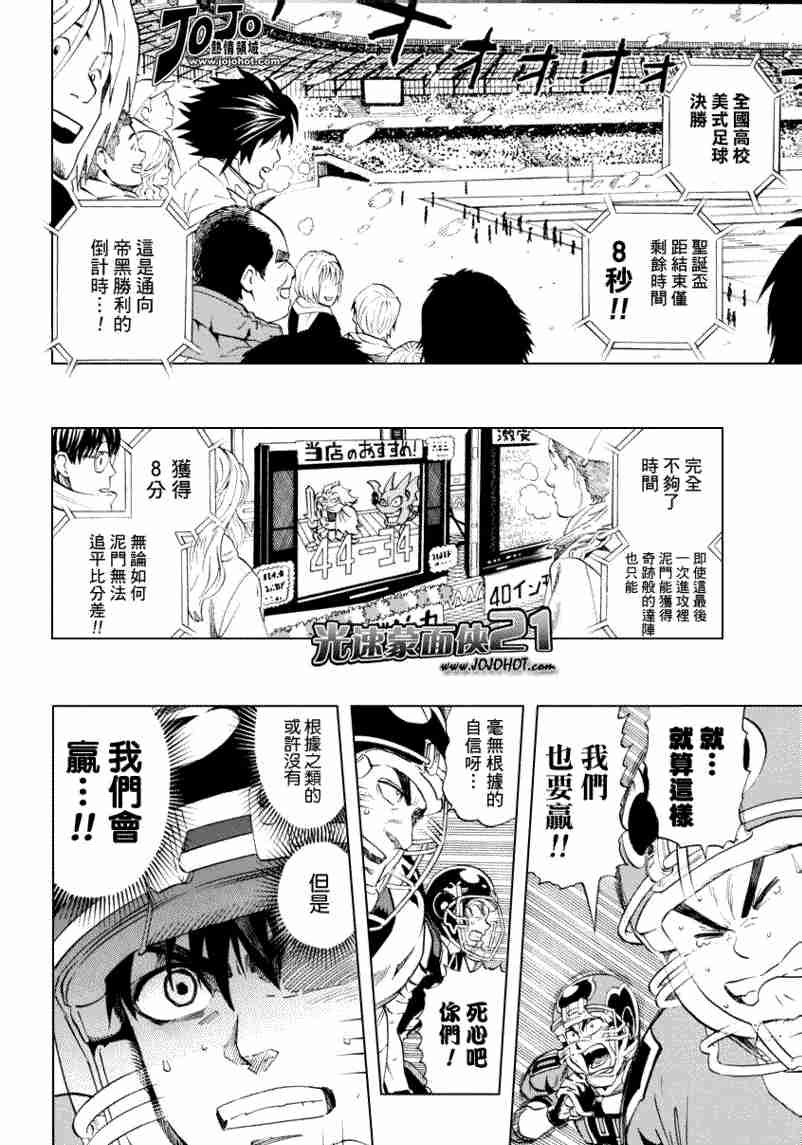 JOJO
熱情領域
www.jojohot.com
オオオオ
全國高校
美式足球
決勝
聖誕盃
距結束僅
剩餘時間
8秒!!
這是通向
帝黑勝利的
倒計時…!
激安
完全
不夠了
時間
即使這最後
一次進攻裡
泥門能獲得
奇跡般的達陣
也只能
当店のおすすめ!
44-34
40インチ
獲得
8分
無論如何
泥門無法
追平比分差!!
光速蒙面俠21
www.JOJOHOT.com
就…
就算這樣
我們
也要贏!!
毫無根據的
自信呀…
死心吧
你們!
根據之類的
或許沒有
但是
我們會
贏…!!